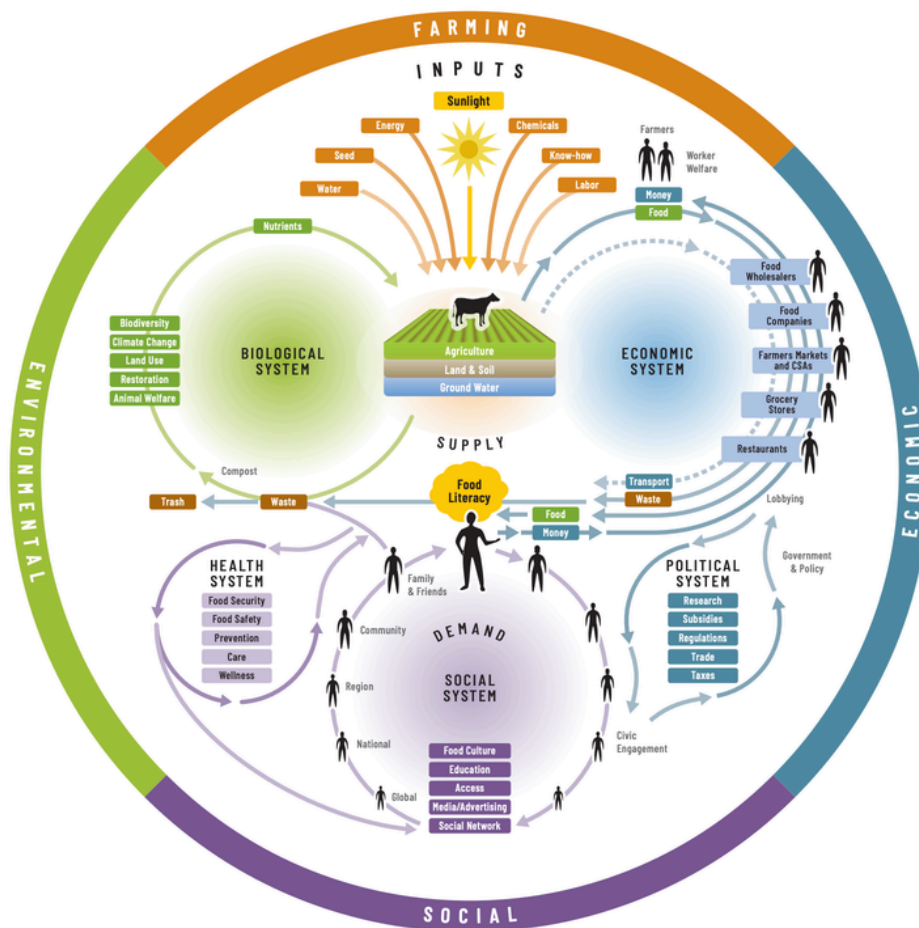 FARMING
INPUTS
Sunlight
Energy
Chemicals
Seed
Know-how
Water
Labor
Farmers
Worker
Welfare
Money
Food
Nutrients
Food
Wholesalers
Food
Companies
Farmers Markets
and CSAs
Grocery
Stores
Restaurants
Biodiversity
Climate Change
Land Use
Restoration
Animal Welfare
BIOLOGICAL
SYSTEM
Agriculture
Land & Soil
Ground Water
ECONOMIC
SYSTEM
ENVIRONMENTAL
ECONOMIC
SUPPLY
Compost
Trash
Waste
Food
Literacy
Transport
Waste
Food
Money
Lobbying
Government
& Policy
HEALTH
SYSTEM
Food Security
Food Safety
Prevention
Care
Wellness
Family
& Friends
Community
Region
National
Global
DEMAND
SOCIAL
SYSTEM
Food Culture
Education
Access
Media/Advertising
Social Network
POLITICAL
SYSTEM
Research
Subsidies
Regulations
Trade
Taxes
Civic
Engagement
SOCIAL